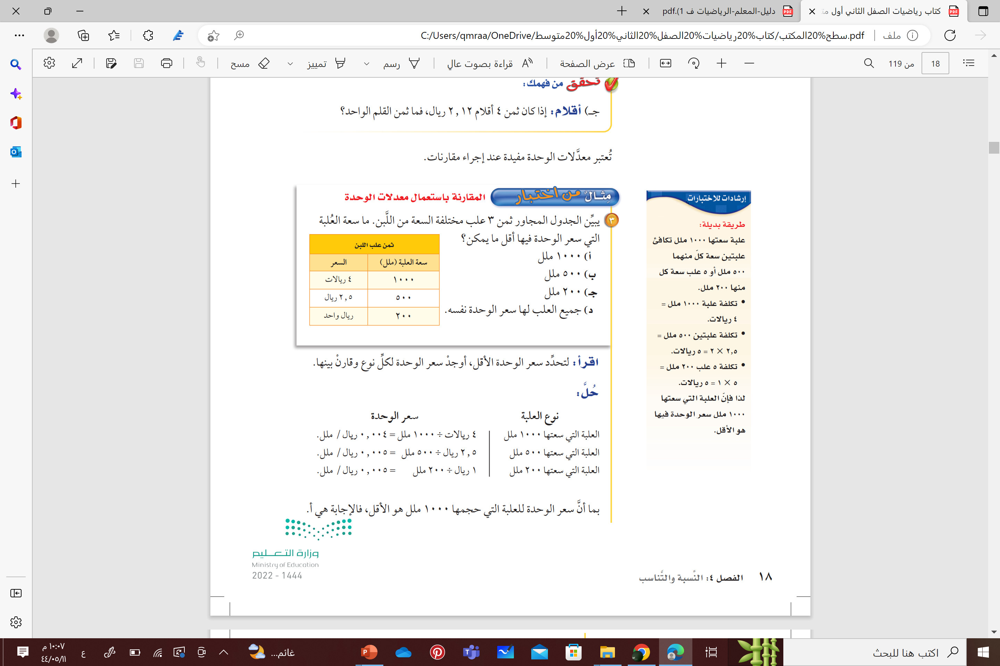 كتاب رياضيات الصفل الثاني أول
دليل-المعلم-الرياضيات ف 1).pdf
ملف
C:/Users/qmraa/OneDrive/سطح%20المكتب/كتاب%20رياضيات%20الصفل%20الثاني%20أول%20متوسط.pdf
18
من 119
عرض الصفحة
قراءة بصوت عالٍ
رسم
تمييز
مسح
تحقق من فهمك:
جـ) أقلام: إذا كان ثمن ٤ أقلام ٢,١٢ ريال، فما ثمن القلم الواحد؟
تُعتبر معدَّلات الوحدة مفيدة عند إجراء مقارنات.
مثـالٌ من اختبار المقارنة باستعمال معدلات الوحدة
٣ يبيِّن الجدول المجاور ثمن ٣ علب مختلفة السعة من اللَّبن. ما سعة العُلبة
التي سعر الوحدة فيها أقل ما يمكن؟
أ) ١٠٠٠ ملل
ب) ٥٠٠ ملل
جـ) ٢٠٠ ملل
د) جميع العلب لها سعر الوحدة نفسه.
ثمن علب اللبن
سعة العلبة (ملل) السعر
١٠٠٠ ٤ ريالات
٥٠٠ ٢,٥ ريال
٢٠٠ ريال واحد
اقرأ: لتحدِّد سعر الوحدة الأقل، أوجدْ سعر الوحدة لكلِّ نوع وقارنْ بينها.
حُلَّ:
نوع العلبة سعر الوحدة
العلبة التي سعتها ١٠٠٠ ملل ٤ ريالات ÷ ١٠٠٠ ملل = ٠,٠٠٤ ريال / ملل.
العلبة التي سعتها ٥٠٠ ملل ٢,٥ ريال ÷ ٥٠٠ ملل = ٠,٠٠٥ ريال / ملل.
العلبة التي سعتها ٢٠٠ ملل ١ ريال ÷ ٢٠٠ ملل = ٠,٠٠٥ ريال / ملل.
بما أنَّ سعر الوحدة للعلبة التي حجمها ١٠٠٠ ملل هو الأقل، فالإجابة هي أ.
إرشادات للاختبارات
طريقة بديلة:
علبة سعتها ١٠٠٠ ملل تكافئ
علبتين سعة كلّ منهما
٥٠٠ ملل أو ٥ علب سعة كل
منها ٢٠٠ ملل.
• تكلفة علبة ١٠٠٠ ملل =
٤ ريالات.
• تكلفة علبتين ٥٠٠ ملل =
٢,٥ × ٢ = ٥ ريالات.
• تكلفة ٥ علب ٢٠٠ ملل =
٥ × ١ = ٥ ريالات.
لذا فإنّ العلبة التي سعتها
١٠٠٠ ملل سعر الوحدة فيها
هو الأقل.
وزارة التعليم
Ministry of Education
2022 - 1444
١٨ الفصل ٤: النِّسبة والتَّناسب
اكتب هنا للبحث
غائم...
ع
١٠:٠٧ م
٤٤/٠٥/١١